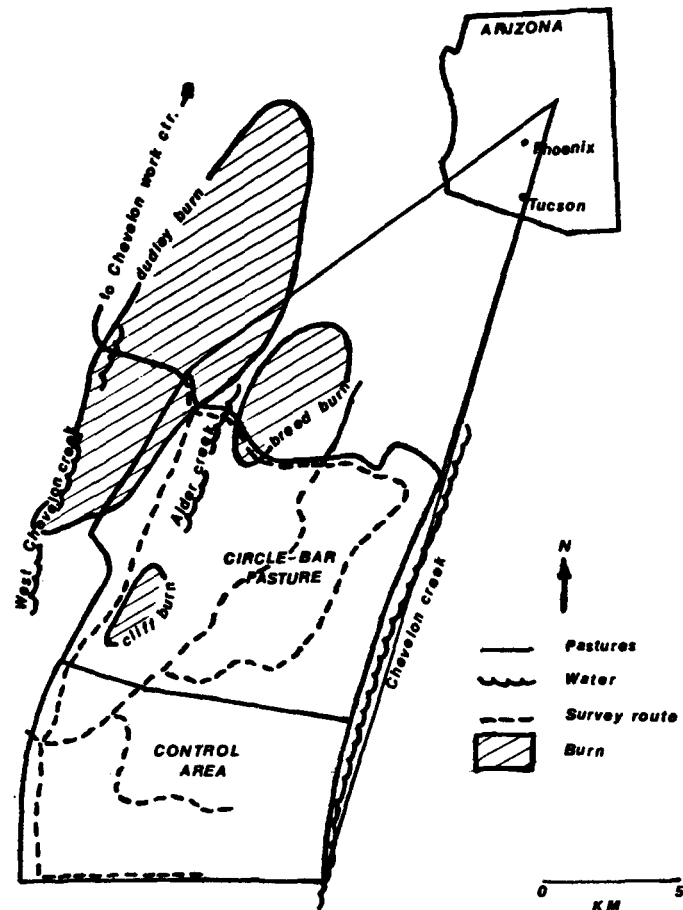 ARIZONA
Phoenix
Tucson
to Chevelon work ctr.
dudley burn
breed burn
Alder creek
West Chevelon creek
CIRCLE-BAR
PASTURE
clift burn
Chevelon creek
CONTROL
AREA
N
Pastures
Water
Survey route
Burn
0 5
KM